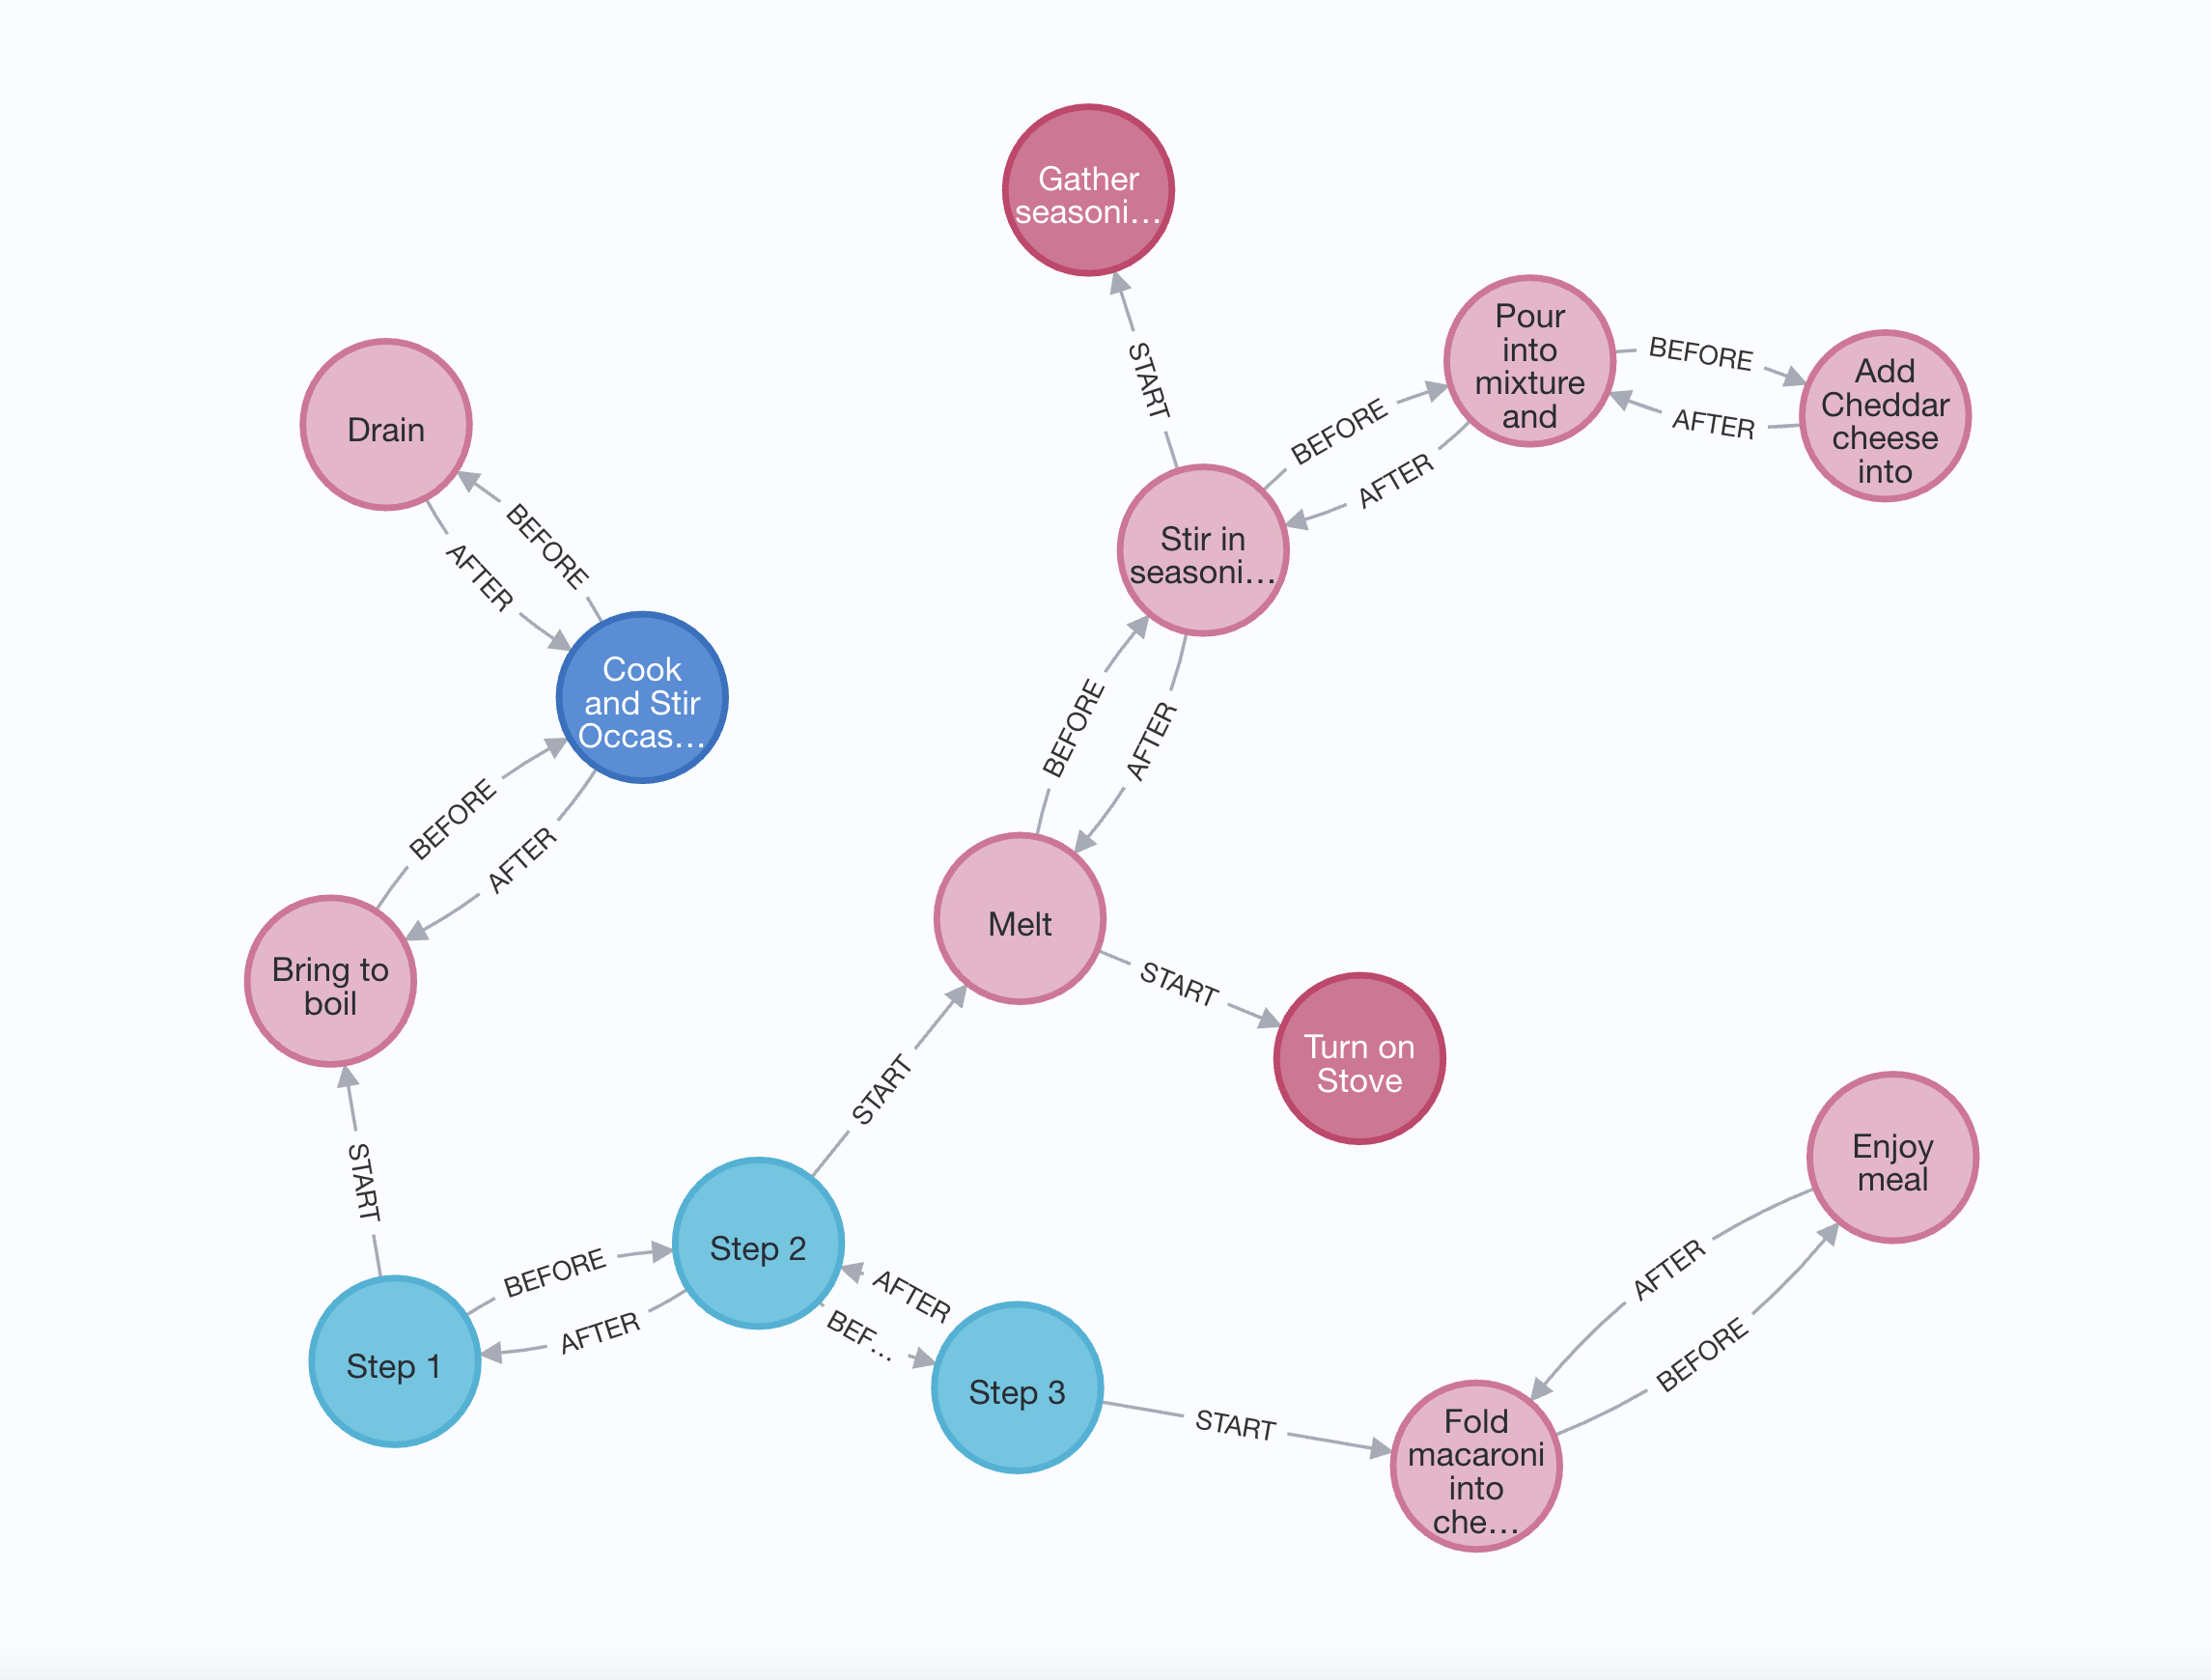 Gather
seasoni...
START
Pour
into
mixture
and
BEFORE
AFTER
Add
Cheddar
cheese
into
BEFORE
AFTER
Stir in
seasoni...
Drain
BEFORE
AFTER
Cook
and Stir
Occas...
BEFORE
AFTER
Bring to
boil
START
BEFORE
AFTER
Melt
START
Turn on
Stove
START
Step 1
BEFORE
AFTER
Step 2
AFTER
BEF...
Step 3
START
Fold
macaroni
into
che...
AFTER
BEFORE
Enjoy
meal